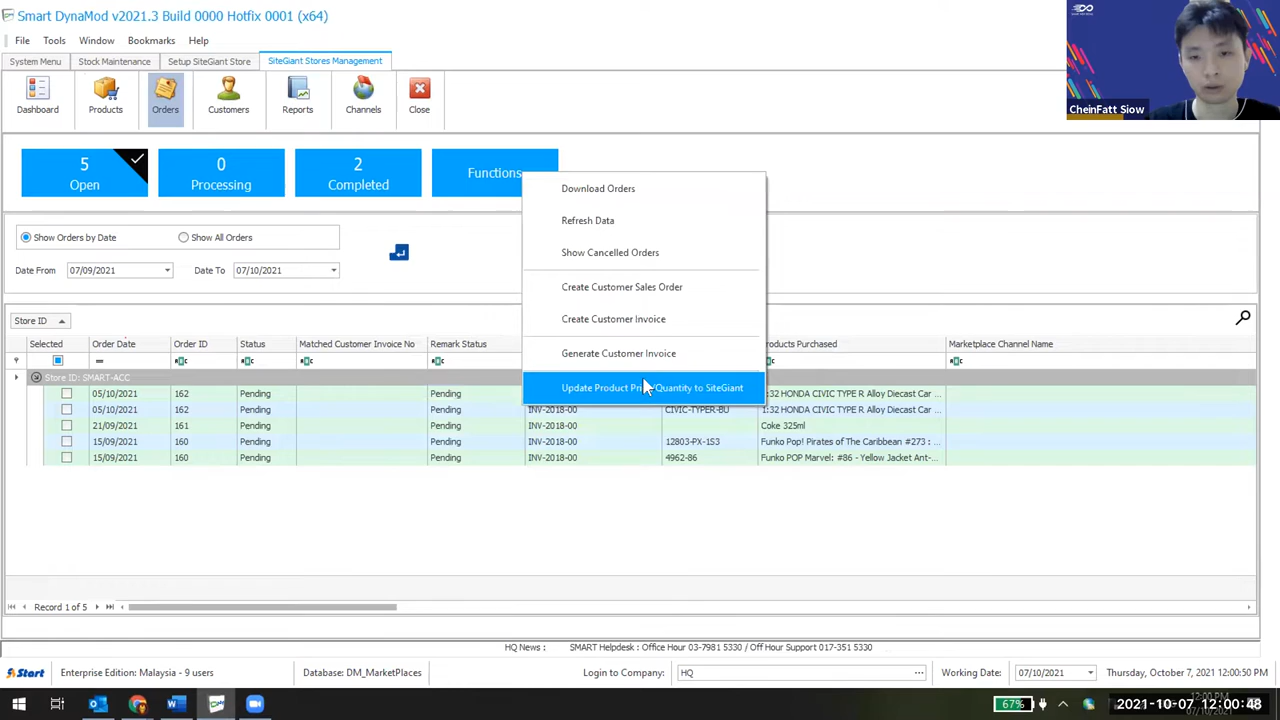 Smart DynaMod v2021.3 Build 0000 Hotfix 0001 (x64)
File Tools Window Bookmarks Help
System Menu Stock Maintenance Setup SiteGiant Store SiteGiant Stores Management
Dashboard Products Orders Customers Reports Channels Close
CheinFatt Siow
5 0 2
Open Processing Completed Functions
Download Orders
Refresh Data
Show Cancelled Orders
Create Customer Sales Order
Create Customer Invoice
Generate Customer Invoice
Update Product Price/Quantity to SiteGiant
Show Orders by Date Show All Orders
Date From 07/09/2021 Date To 07/10/2021
Store ID
Selected Order Date Order ID Status Matched Customer Invoice No Remark Status Products Purchased Marketplace Channel Name
Store ID: SMART-ACC
05/10/2021 162 Pending Pending 1:32 HONDA CIVIC TYPE R Alloy Diecast Car ...
05/10/2021 162 Pending Pending INV-2018-00 CIVIC-TYPER-BU 1:32 HONDA CIVIC TYPE R Alloy Diecast Car ...
21/09/2021 161 Pending Pending INV-2018-00 Coke 325ml
15/09/2021 160 Pending Pending INV-2018-00 12803-PX-1S3 Funko Pop! Pirates of The Caribbean #273 : ...
15/09/2021 160 Pending Pending INV-2018-00 4962-86 Funko POP Marvel: #86 - Yellow Jacket Ant-...
Record 1 of 5
HQ News : SMART Helpdesk : Office Hour 03-7981 5330 / Off Hour Support 017-351 5330
Start Enterprise Edition: Malaysia - 9 users Database: DM_MarketPlaces Login to Company: HQ Working Date: 07/10/2021 Thursday, October 7, 2021 12:00:50 PM
67% 2021-10-07 12:00:48